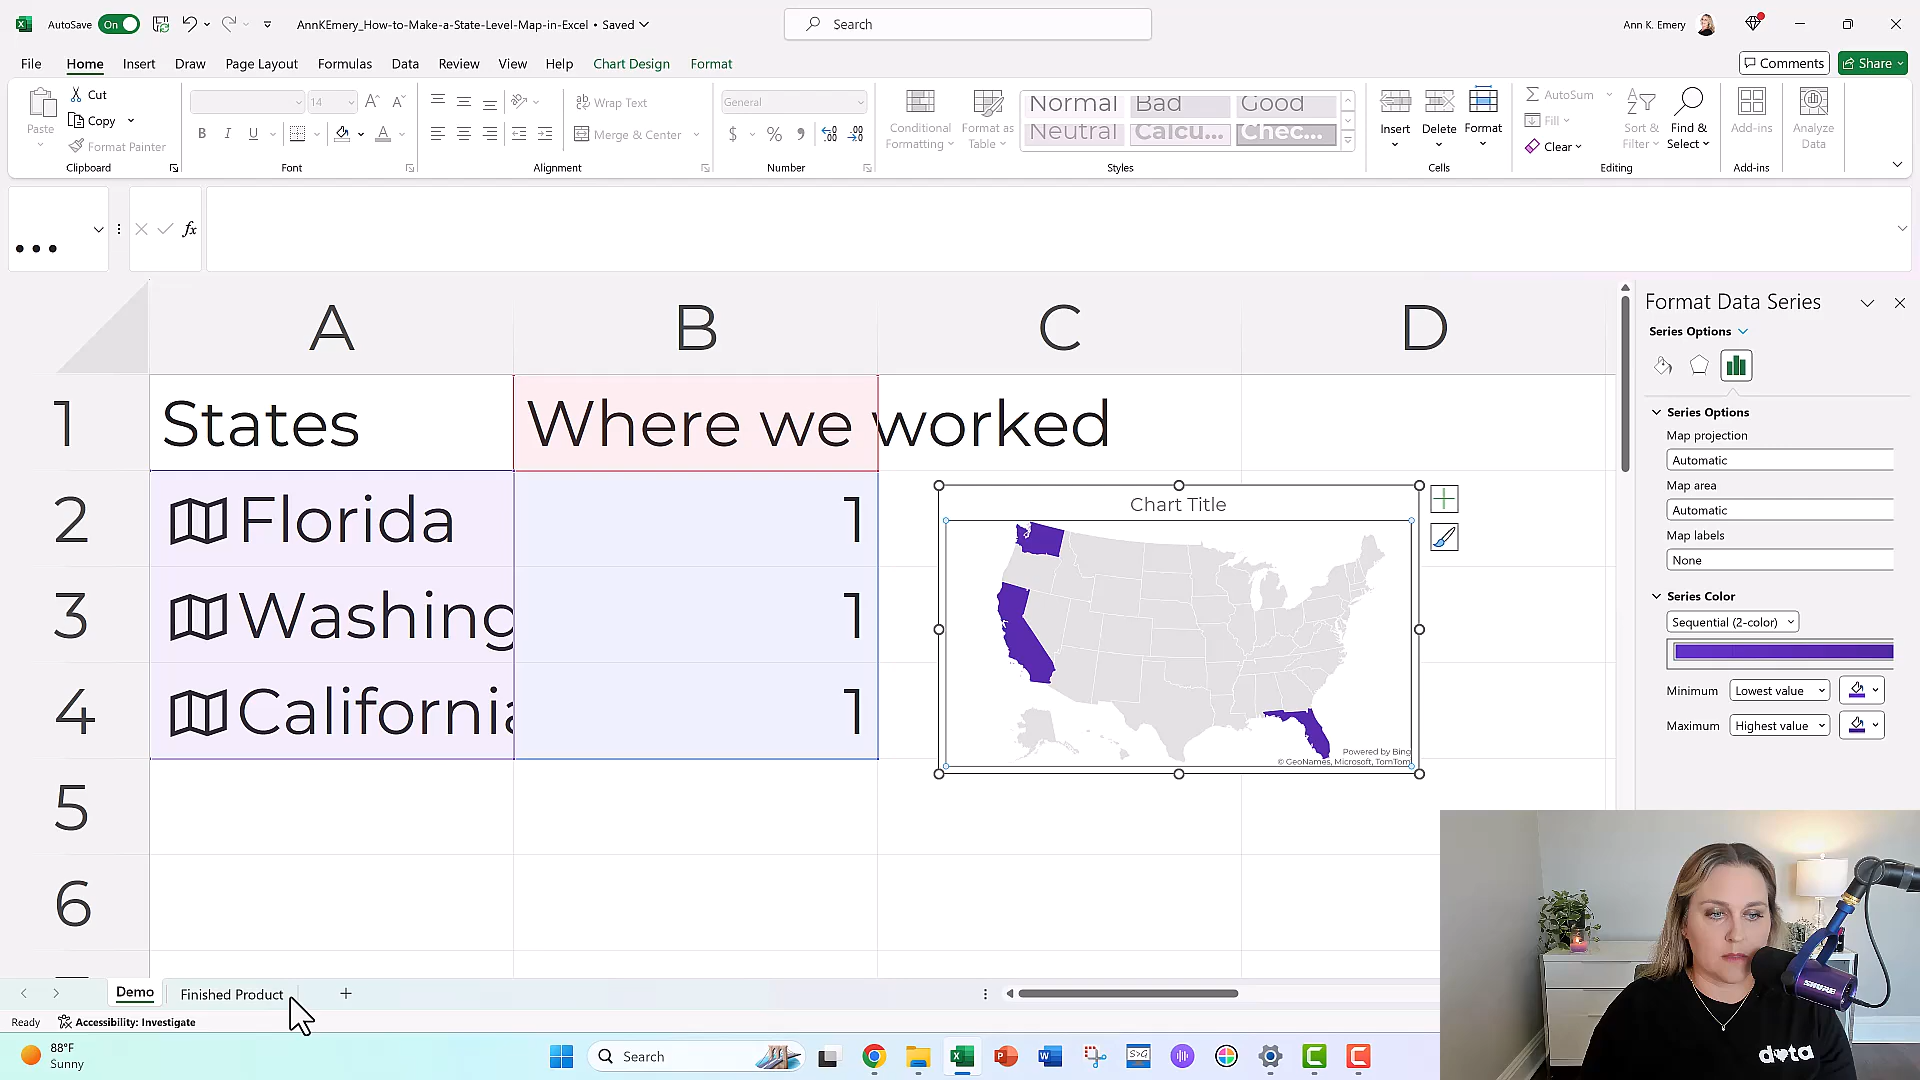 AutoSave On AnnKEmery_How-to-Make-a-State-Level-Map-in-Excel • Saved Search Ann K. Emery
File Home Insert Draw Page Layout Formulas Data Review View Help Chart Design Format Comments Share
Paste Cut Copy Format Painter
Clipboard
14
B I U A
Font
Wrap Text
Merge & Center
Alignment
General
$ % ,
Number
Conditional Formatting
Format as Table
Normal Bad Good
Neutral Calcu... Chec...
Styles
Insert Delete Format
Cells
AutoSum
Fill
Clear
Sort & Filter
Find & Select
Editing
Add-ins
Add-ins
Analyze Data
fx
A B C D
1 States Where we worked
2 Florida 1
3 Washing 1
4 California 1
5
6
Chart Title
Powered by Bing
© GeoNames, Microsoft, TomTom
Format Data Series
Series Options
Series Options
Map projection
Automatic
Map area
Automatic
Map labels
None
Series Color
Sequential (2-color)
Minimum Lowest value
Maximum Highest value
SHURE
data
Demo Finished Product
Ready Accessibility: Investigate
88°F
Sunny
Search
S>G